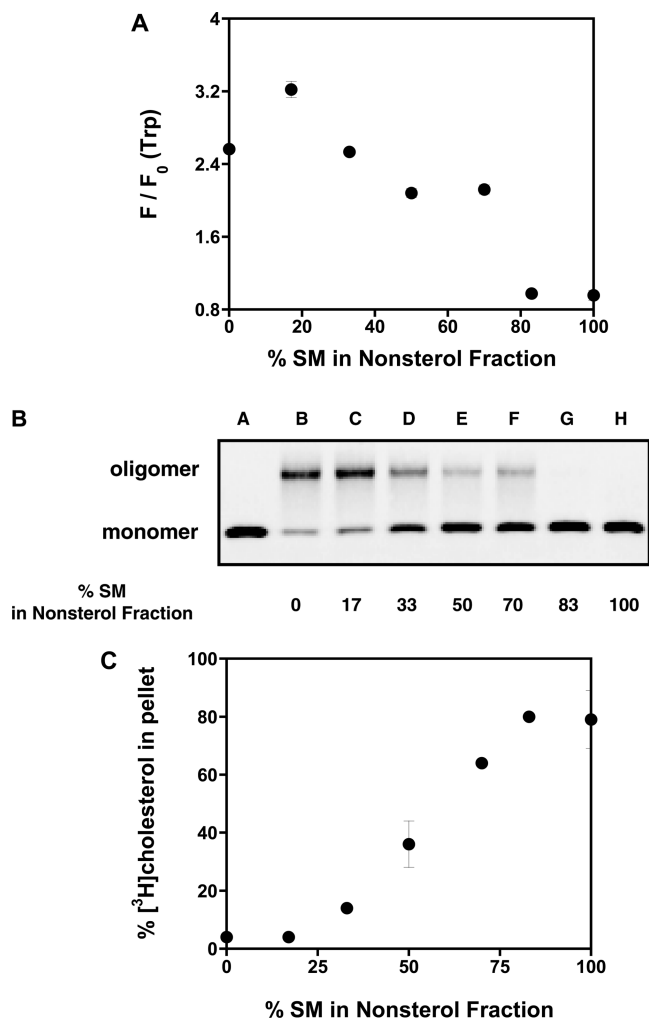 A
4
3.2
2.4
1.6
0.8
F / F0 (Trp)
0 20 40 60 80 100
% SM in Nonsterol Fraction
B
A B C D E F G H
oligomer
monomer
% SM
in Nonsterol Fraction
0 17 33 50 70 83 100
C
100
80
60
40
20
0
% [3H]cholesterol in pellet
0 25 50 75 100
% SM in Nonsterol Fraction